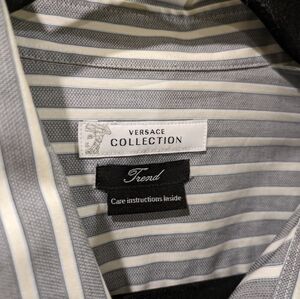 VERSACE
COLLECTION
Trend
Care instructions Inside